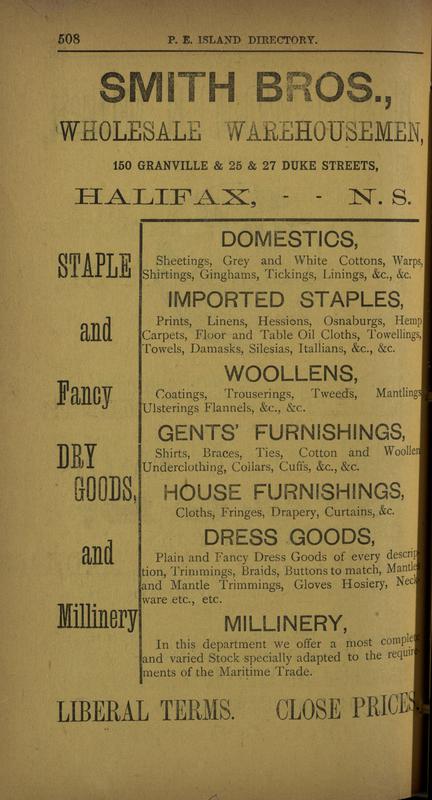 508 P. E. ISLAND DIRECTORY.
SMITH BROS.,
WHOLESALE WAREHOUSEMEN,
150 GRANVILLE & 25 & 27 DUKE STREETS,
HALIFAX, - - N. S.
STAPLE
and
Fancy
DRY
GOODS,
and
Millinery
DOMESTICS,
Sheetings, Grey and White Cottons, Warps,
Shirtings, Ginghams, Tickings, Linings, &c., &c.
IMPORTED STAPLES,
Prints, Linens, Hessions, Osnaburgs, Hemp
Carpets, Floor and Table Oil Cloths, Towellings,
Towels, Damasks, Silesias, Itallians, &c., &c.
WOOLLENS,
Coatings, Trouserings, Tweeds, Mantlings
Ulsterings Flannels, &c., &c.
GENTS' FURNISHINGS,
Shirts, Braces, Ties, Cotton and Woollen
Underclothing, Collars, Cuffs, &c., &c.
HOUSE FURNISHINGS,
Cloths, Fringes, Drapery, Curtains, &c.
DRESS GOODS,
Plain and Fancy Dress Goods of every descrip-
tion, Trimmings, Braids, Buttons to match, Mantles
and Mantle Trimmings, Gloves Hosiery, Neck-
ware etc., etc.
MILLINERY,
In this department we offer a most complete
and varied Stock specially adapted to the require-
ments of the Maritime Trade.
LIBERAL TERMS. CLOSE PRICES.